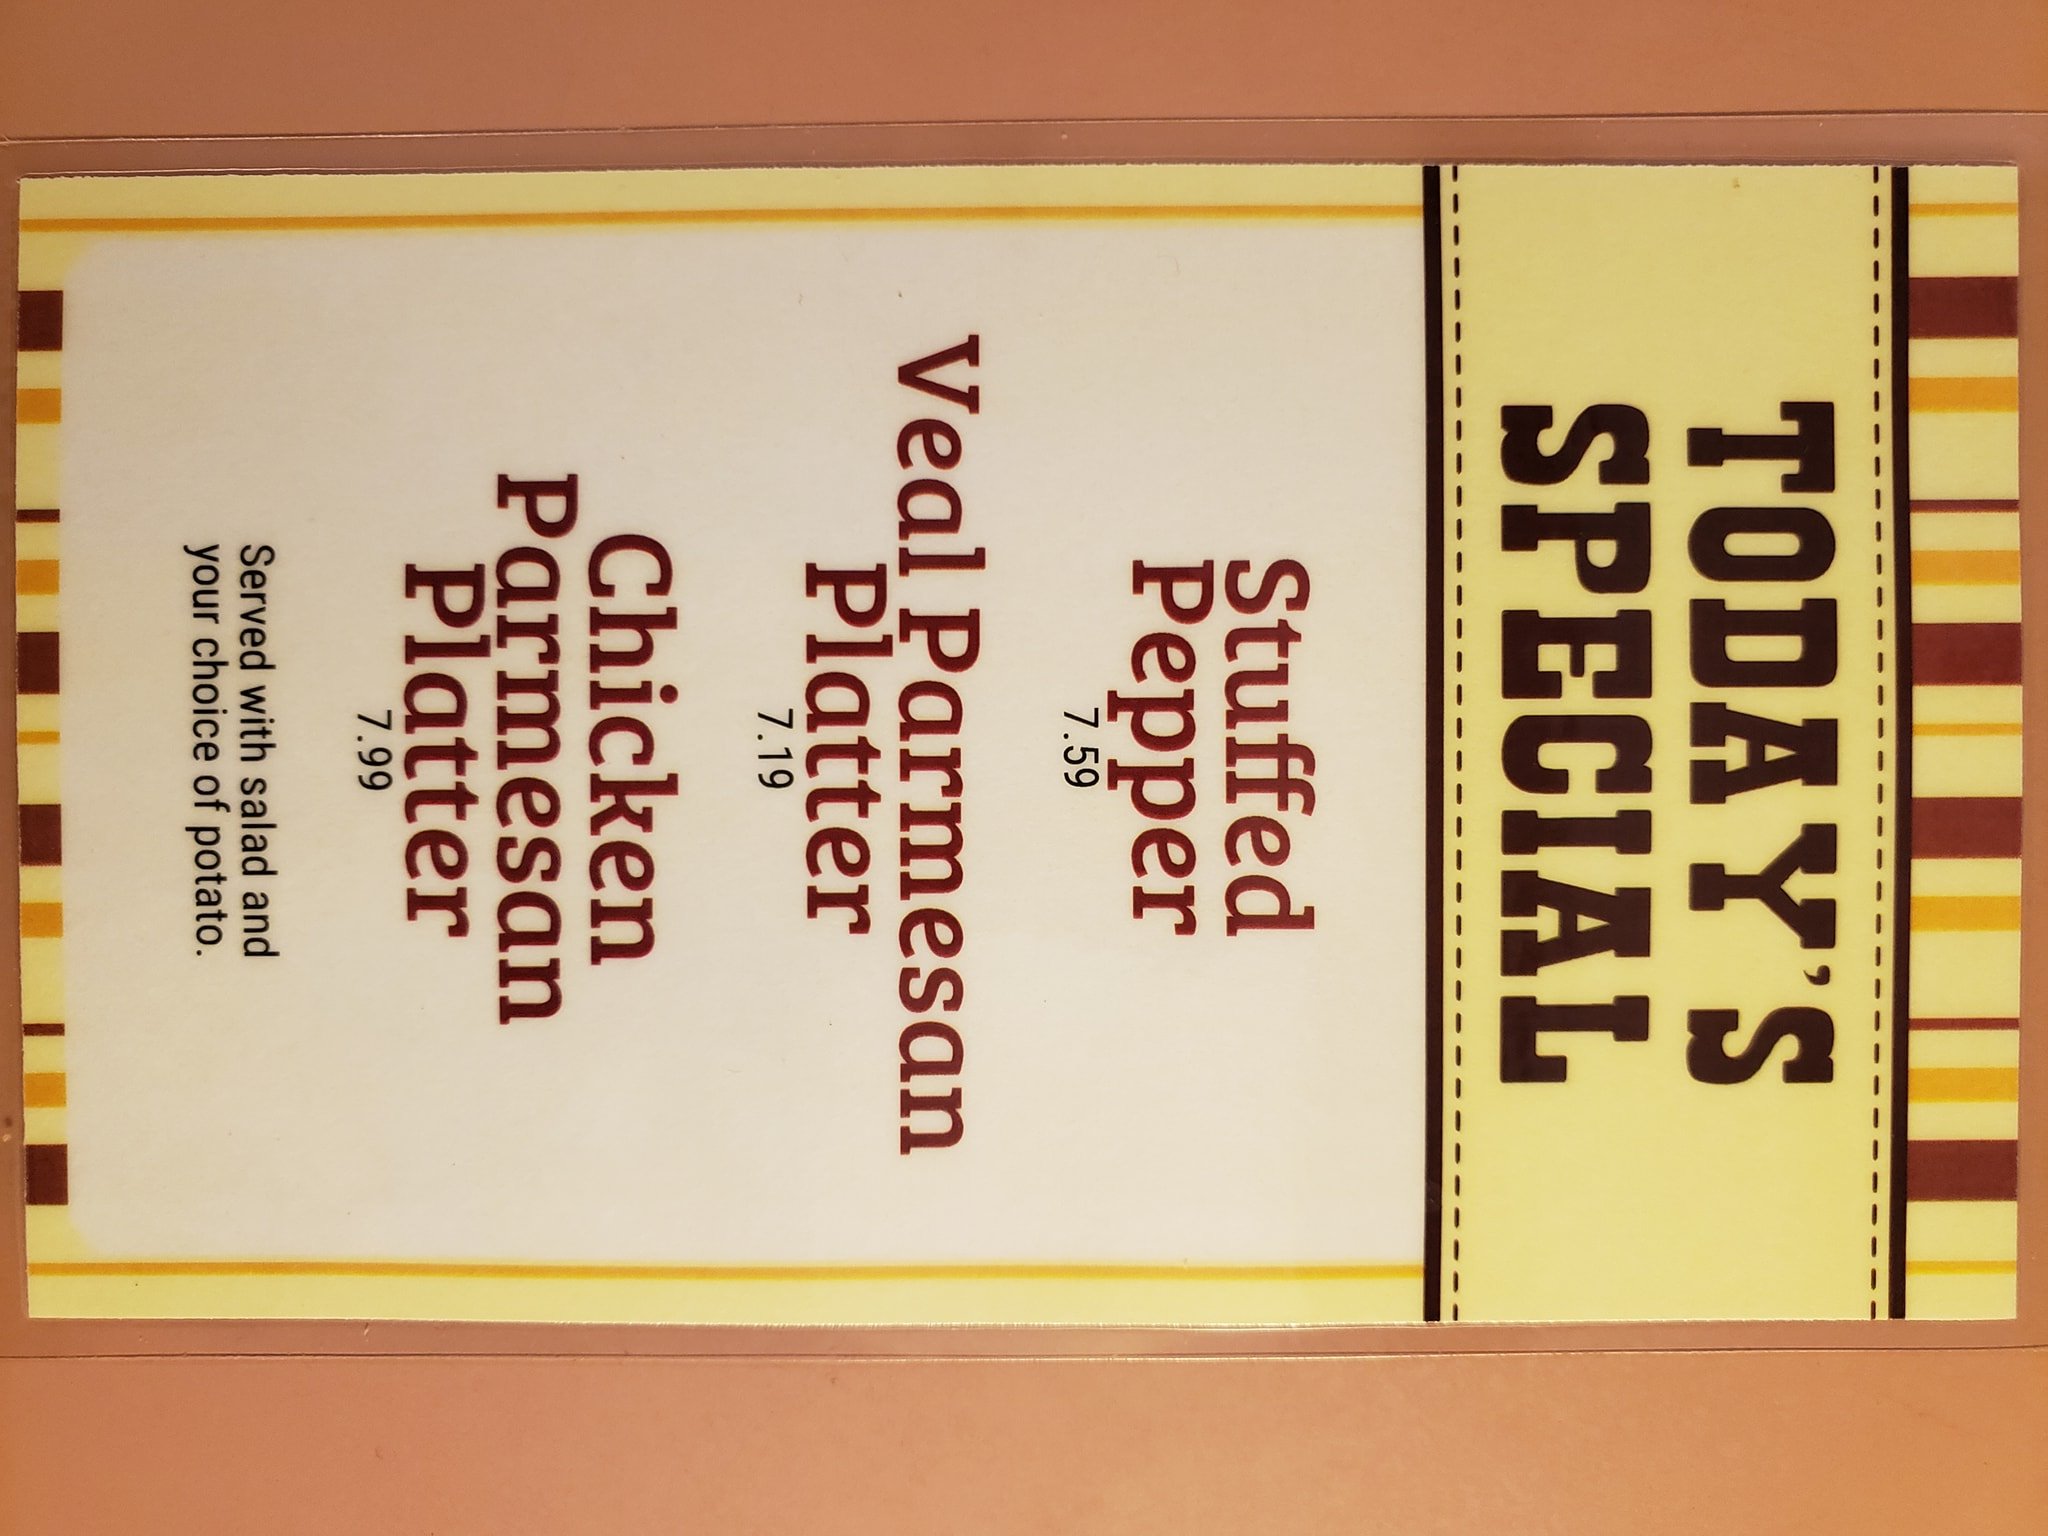 TODAY'S
SPECIAL
Stuffed
Pepper
7.59
Veal Parmesan
Platter
7.19
Chicken
Parmesan
Platter
7.99
Served with salad and
your choice of potato.